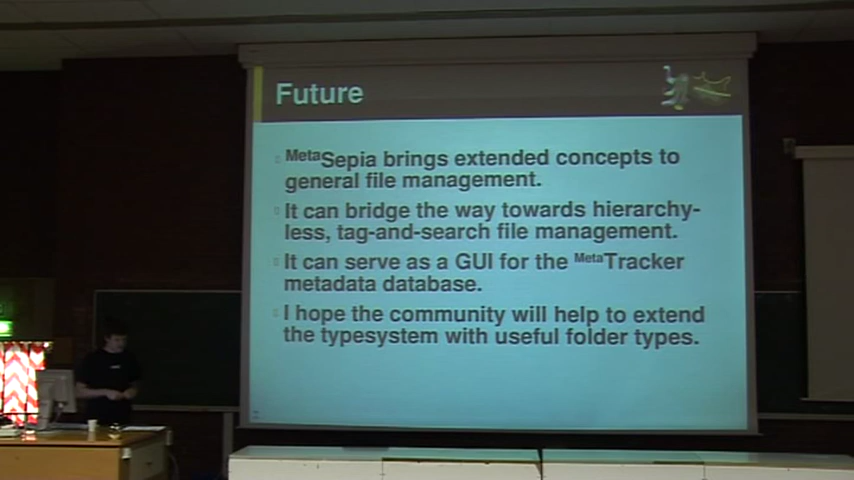 Future
MetaSepia brings extended concepts to
general file management.
It can bridge the way towards hierarchy-
less, tag-and-search file management.
It can serve as a GUI for the MetaTracker
metadata database.
I hope the community will help to extend
the typesystem with useful folder types.